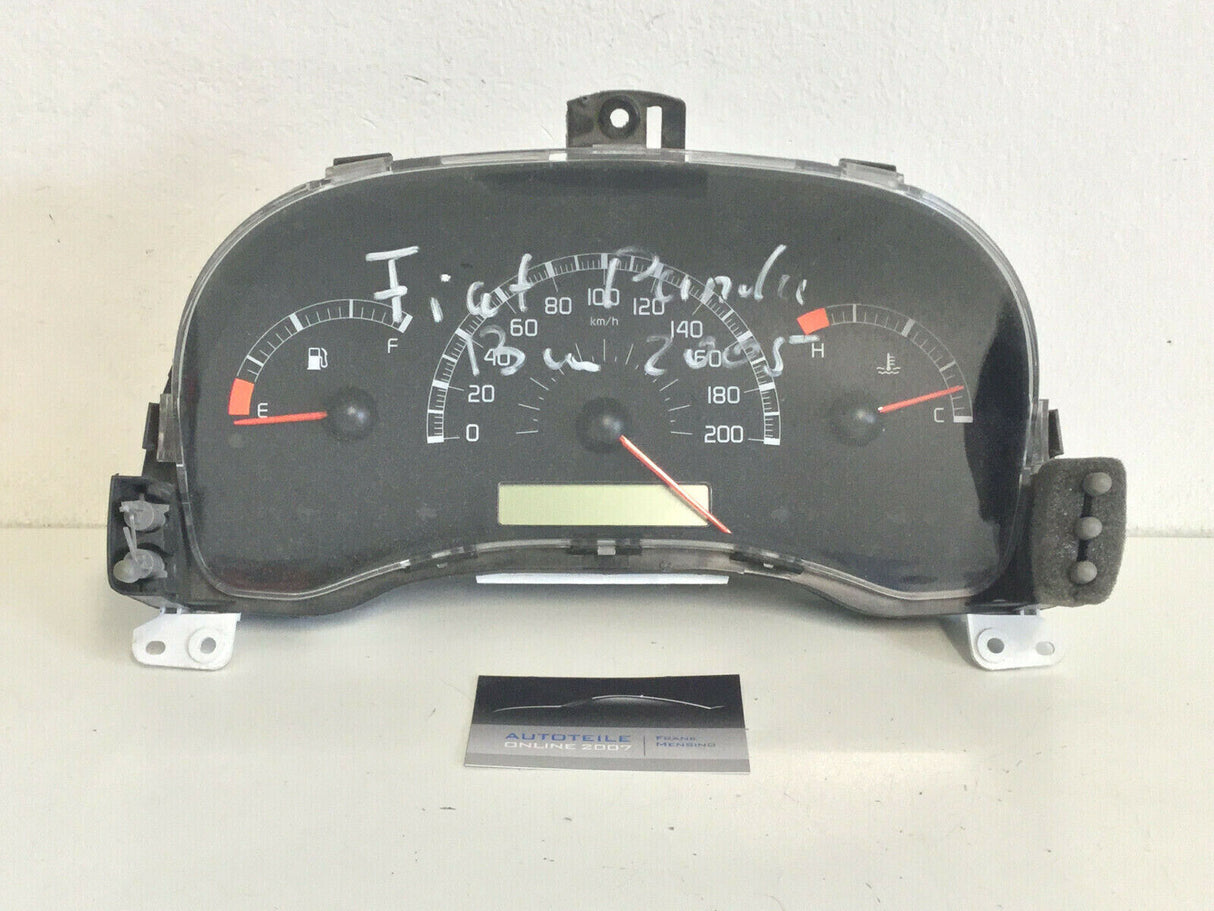 Fiat Panda
13 m 2005
F
E
0
20
40
60
80
100
120
140
160
180
200
km/h
H
C
AUTOTEILE
ONLINE 2007
FRANK
MENSING